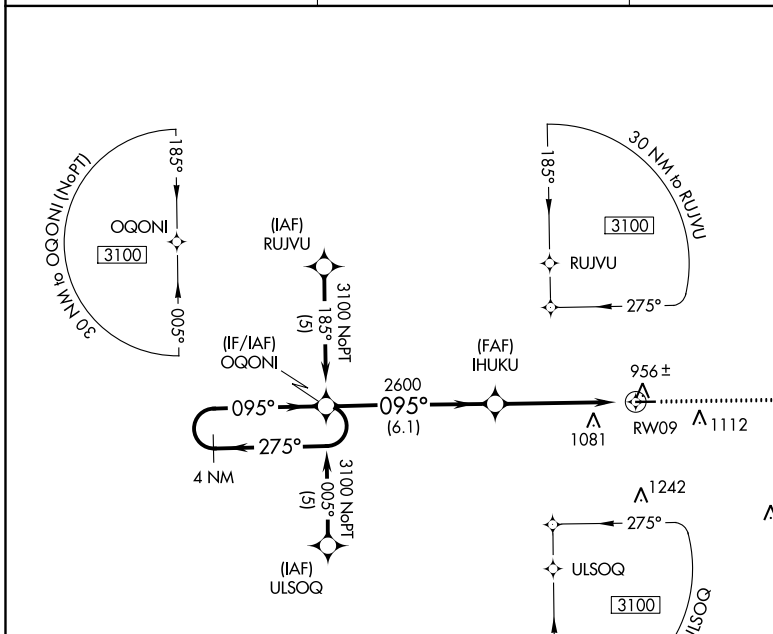 30 NM to OQONI (NoPT)
185°
OQONI
3100
005°
(IAF)
RUJVU
3100 NoPT
185°
(5)
185°
30 NM to RUJVU
3100
RUJVU
275°
(IF/IAF)
OQONI
(FAF)
IHUKU
2600
095°
(6.1)
095°
275°
4 NM
956 ±
1081
RW09
1112
1242
3100 NoPT
005°
(5)
(IAF)
ULSOQ
275°
ULSOQ
3100
ULSOQ